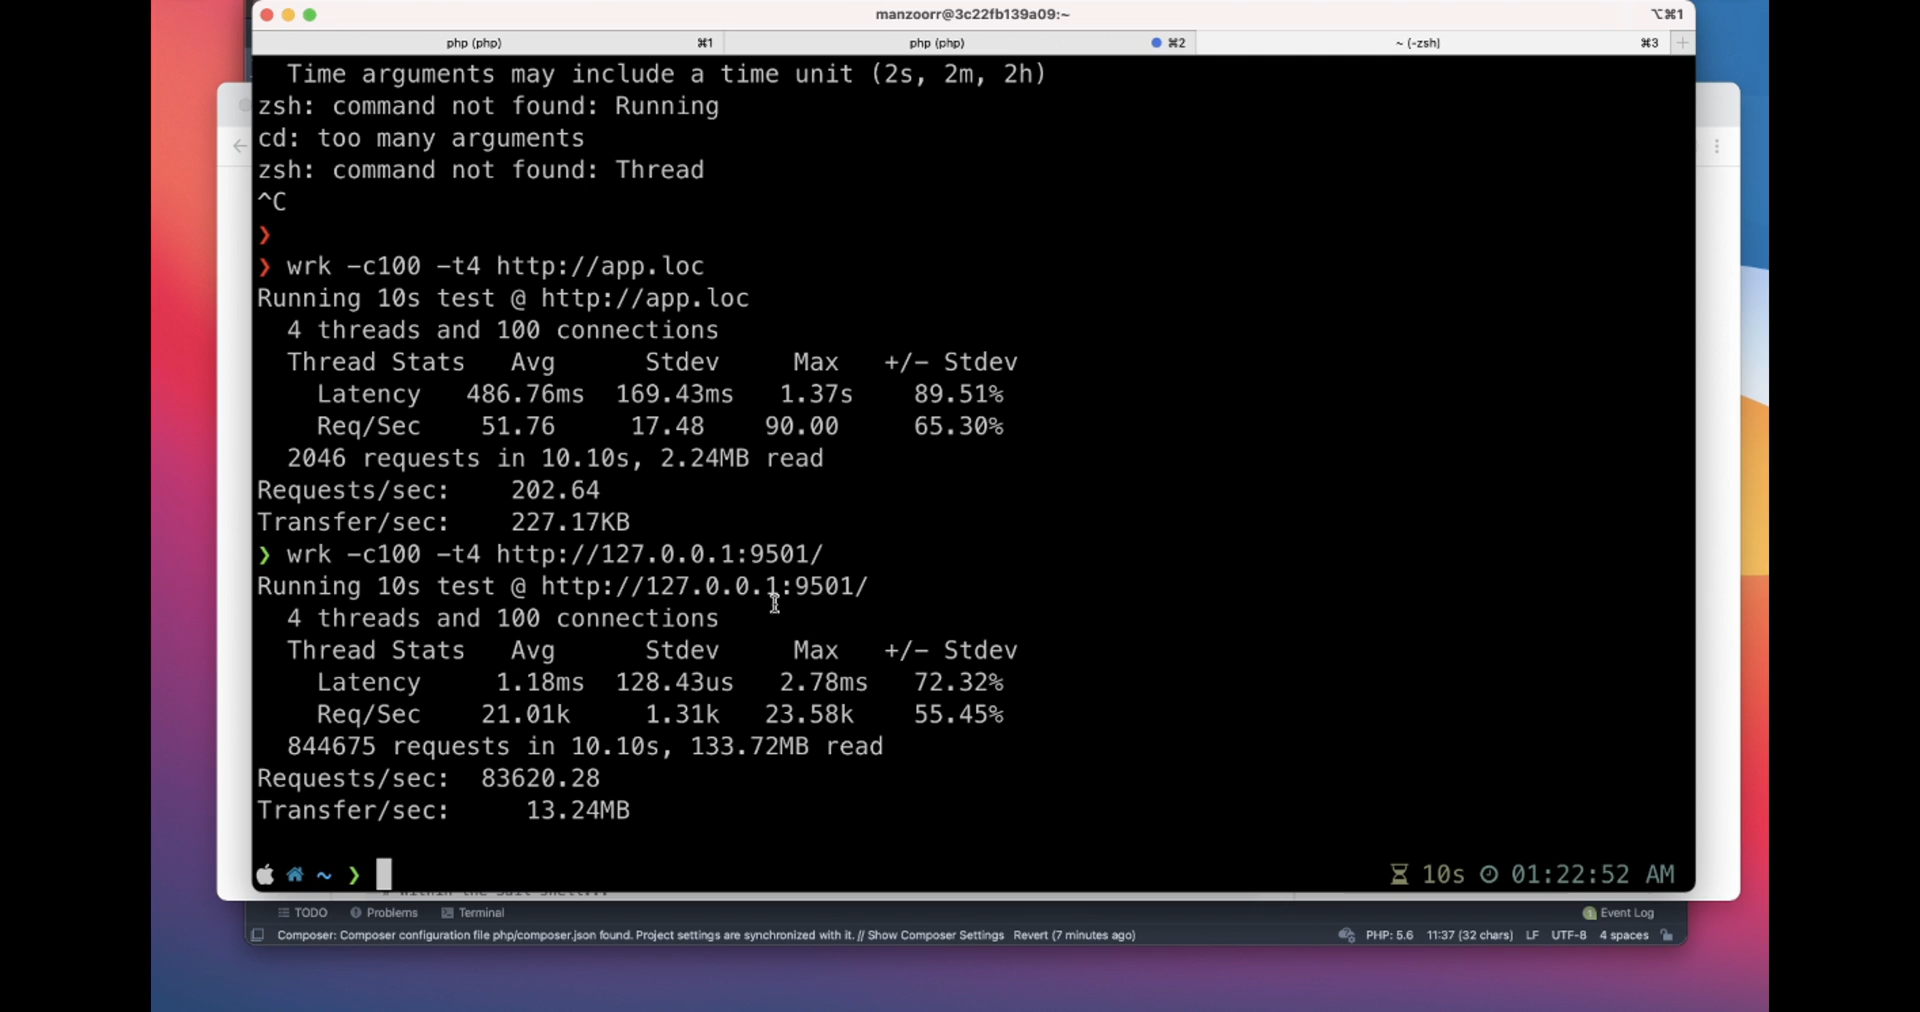 manzoorr@3c22fb139a09:~
⌥⌘1
php (php) ⌘1
php (php) ⌘2
~ (-zsh) ⌘3
Time arguments may include a time unit (2s, 2m, 2h)
zsh: command not found: Running
cd: too many arguments
zsh: command not found: Thread
^C
❯
❯ wrk -c100 -t4 http://app.loc
Running 10s test @ http://app.loc
4 threads and 100 connections
Thread Stats Avg Stdev Max +/- Stdev
Latency 486.76ms 169.43ms 1.37s 89.51%
Req/Sec 51.76 17.48 90.00 65.30%
2046 requests in 10.10s, 2.24MB read
Requests/sec: 202.64
Transfer/sec: 227.17KB
❯ wrk -c100 -t4 http://127.0.0.1:9501/
Running 10s test @ http://127.0.0.1:9501/
4 threads and 100 connections
Thread Stats Avg Stdev Max +/- Stdev
Latency 1.18ms 128.43us 2.78ms 72.32%
Req/Sec 21.01k 1.31k 23.58k 55.45%
844675 requests in 10.10s, 133.72MB read
Requests/sec: 83620.28
Transfer/sec: 13.24MB
~ ❯ 10s 01:22:52 AM
TODO Problems Terminal 1 Event Log
Composer: Composer configuration file php/composer.json found. Project settings are synchronized with it. // Show Composer Settings Revert (7 minutes ago) PHP: 5.6 11:37 (32 chars) LF UTF-8 4 spaces